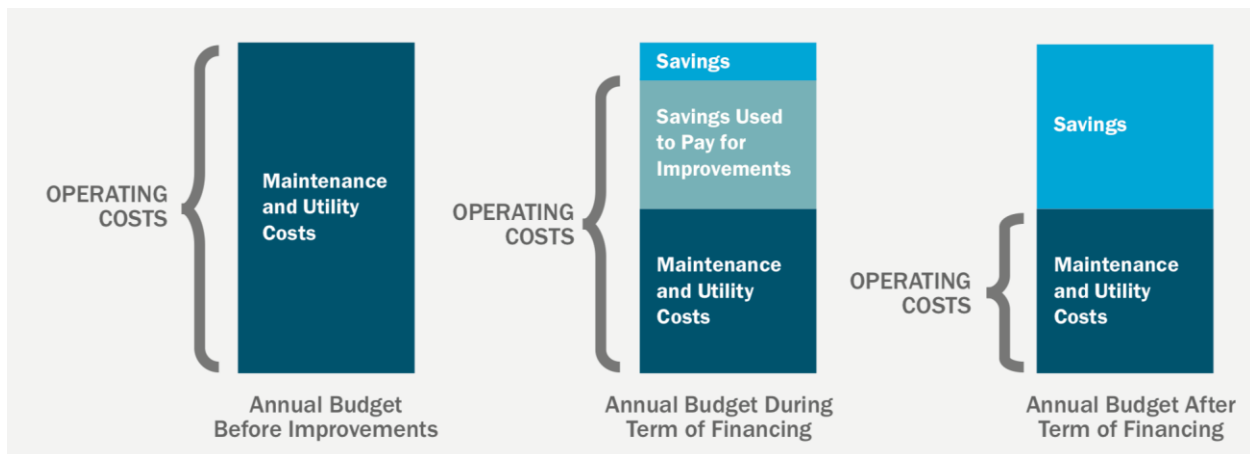 OPERATING
COSTS
Maintenance
and Utility
Costs
Annual Budget
Before Improvements
OPERATING
COSTS
Savings
Savings Used
to Pay for
Improvements
Maintenance
and Utility
Costs
Annual Budget During
Term of Financing
OPERATING
COSTS
Savings
Maintenance
and Utility
Costs
Annual Budget After
Term of Financing